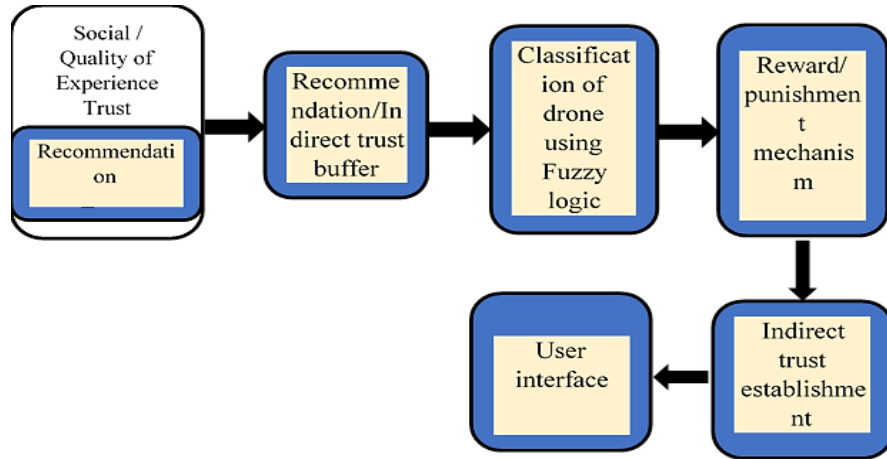 Social /
Quality of
Experience
Trust
Recommendati
on
Recomme
ndation/In
direct trust
buffer
Classificat
ion of
drone
using
Fuzzy
logic
Reward/
punishmen
t
mechanis
m
Indirect
trust
establishme
nt
User
interface